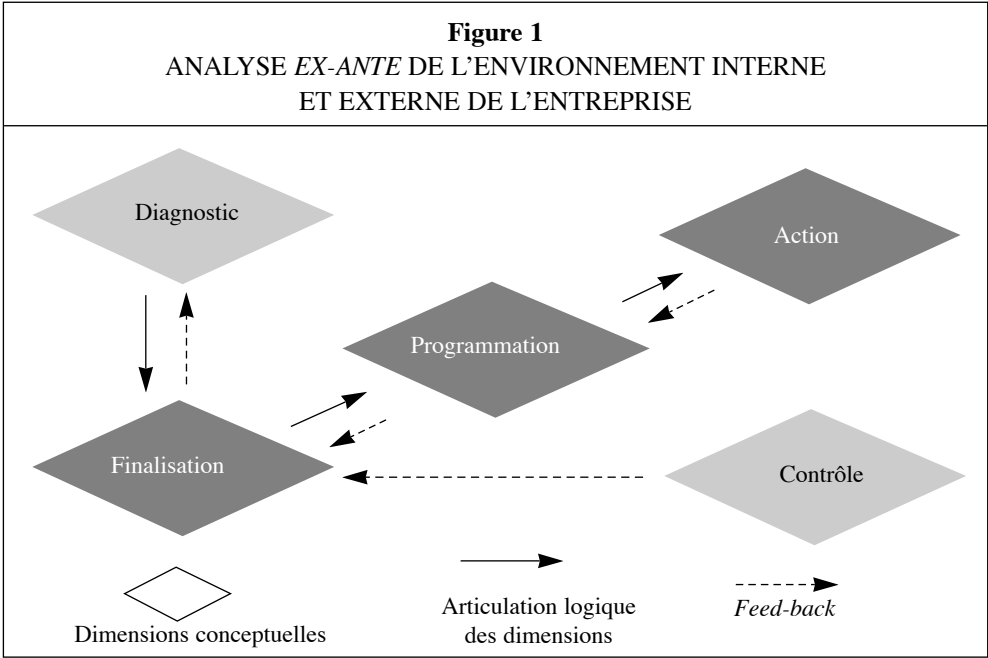 Figure 1
ANALYSE EX-ANTE DE L'ENVIRONNEMENT INTERNE
ET EXTERNE DE L'ENTREPRISE
Diagnostic
Action
Programmation
Finalisation
Contrôle
Dimensions conceptuelles
Articulation logique
des dimensions
Feed-back